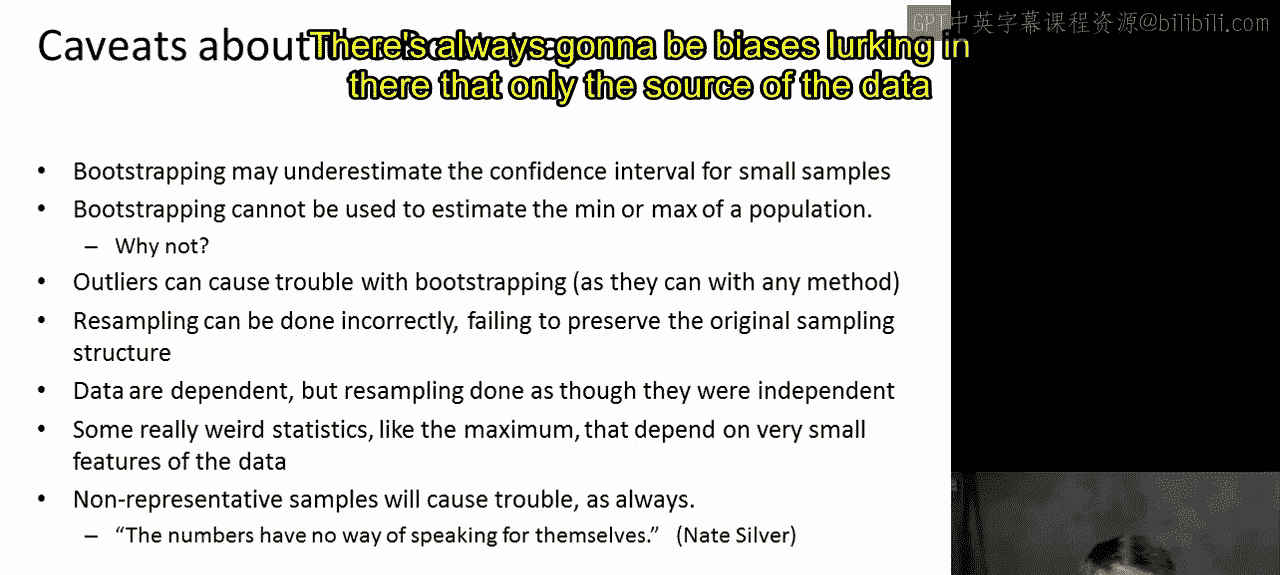 GPT中英字幕课程资源@bilibili.com
Caveats about
There's always gonna be biases lurking in
there that only the source of the data
• Bootstrapping may underestimate the confidence interval for small samples
• Bootstrapping cannot be used to estimate the min or max of a population.
– Why not?
• Outliers can cause trouble with bootstrapping (as they can with any method)
• Resampling can be done incorrectly, failing to preserve the original sampling
structure
• Data are dependent, but resampling done as though they were independent
• Some really weird statistics, like the maximum, that depend on very small
features of the data
• Non-representative samples will cause trouble, as always.
– “The numbers have no way of speaking for themselves.” (Nate Silver)